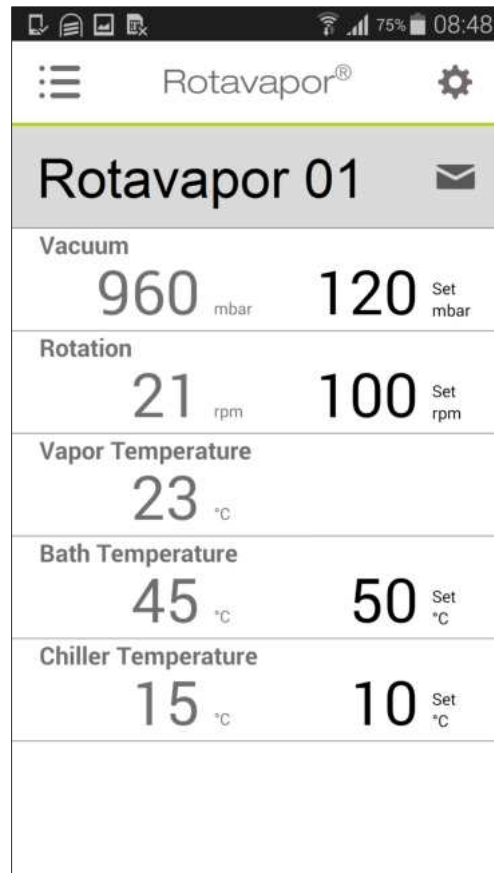 75% 08:48
Rotavapor®
Rotavapor 01
Vacuum
960 mbar 120 Set mbar
Rotation
21 rpm 100 Set rpm
Vapor Temperature
23 °C
Bath Temperature
45 °C 50 Set °C
Chiller Temperature
15 °C 10 Set °C